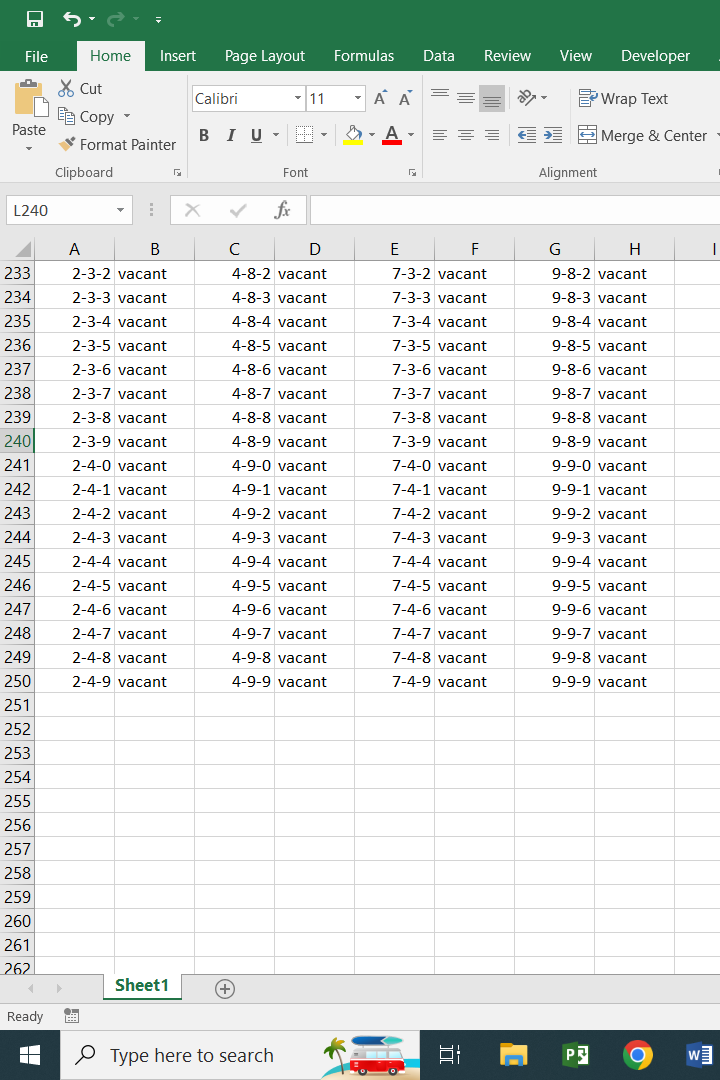 File Home Insert Page Layout Formulas Data Review View Developer
Cut
Copy
Format Painter
Paste
Clipboard
Calibri 11 A A
B I U A
Font
Wrap Text
Merge & Center
Alignment
L240 fx
A B C D E F G H I
233 2-3-2 vacant 4-8-2 vacant 7-3-2 vacant 9-8-2 vacant
234 2-3-3 vacant 4-8-3 vacant 7-3-3 vacant 9-8-3 vacant
235 2-3-4 vacant 4-8-4 vacant 7-3-4 vacant 9-8-4 vacant
236 2-3-5 vacant 4-8-5 vacant 7-3-5 vacant 9-8-5 vacant
237 2-3-6 vacant 4-8-6 vacant 7-3-6 vacant 9-8-6 vacant
238 2-3-7 vacant 4-8-7 vacant 7-3-7 vacant 9-8-7 vacant
239 2-3-8 vacant 4-8-8 vacant 7-3-8 vacant 9-8-8 vacant
240 2-3-9 vacant 4-8-9 vacant 7-3-9 vacant 9-8-9 vacant
241 2-4-0 vacant 4-9-0 vacant 7-4-0 vacant 9-9-0 vacant
242 2-4-1 vacant 4-9-1 vacant 7-4-1 vacant 9-9-1 vacant
243 2-4-2 vacant 4-9-2 vacant 7-4-2 vacant 9-9-2 vacant
244 2-4-3 vacant 4-9-3 vacant 7-4-3 vacant 9-9-3 vacant
245 2-4-4 vacant 4-9-4 vacant 7-4-4 vacant 9-9-4 vacant
246 2-4-5 vacant 4-9-5 vacant 7-4-5 vacant 9-9-5 vacant
247 2-4-6 vacant 4-9-6 vacant 7-4-6 vacant 9-9-6 vacant
248 2-4-7 vacant 4-9-7 vacant 7-4-7 vacant 9-9-7 vacant
249 2-4-8 vacant 4-9-8 vacant 7-4-8 vacant 9-9-8 vacant
250 2-4-9 vacant 4-9-9 vacant 7-4-9 vacant 9-9-9 vacant
251
252
253
254
255
256
257
258
259
260
261
262
Sheet1
Ready
Type here to search